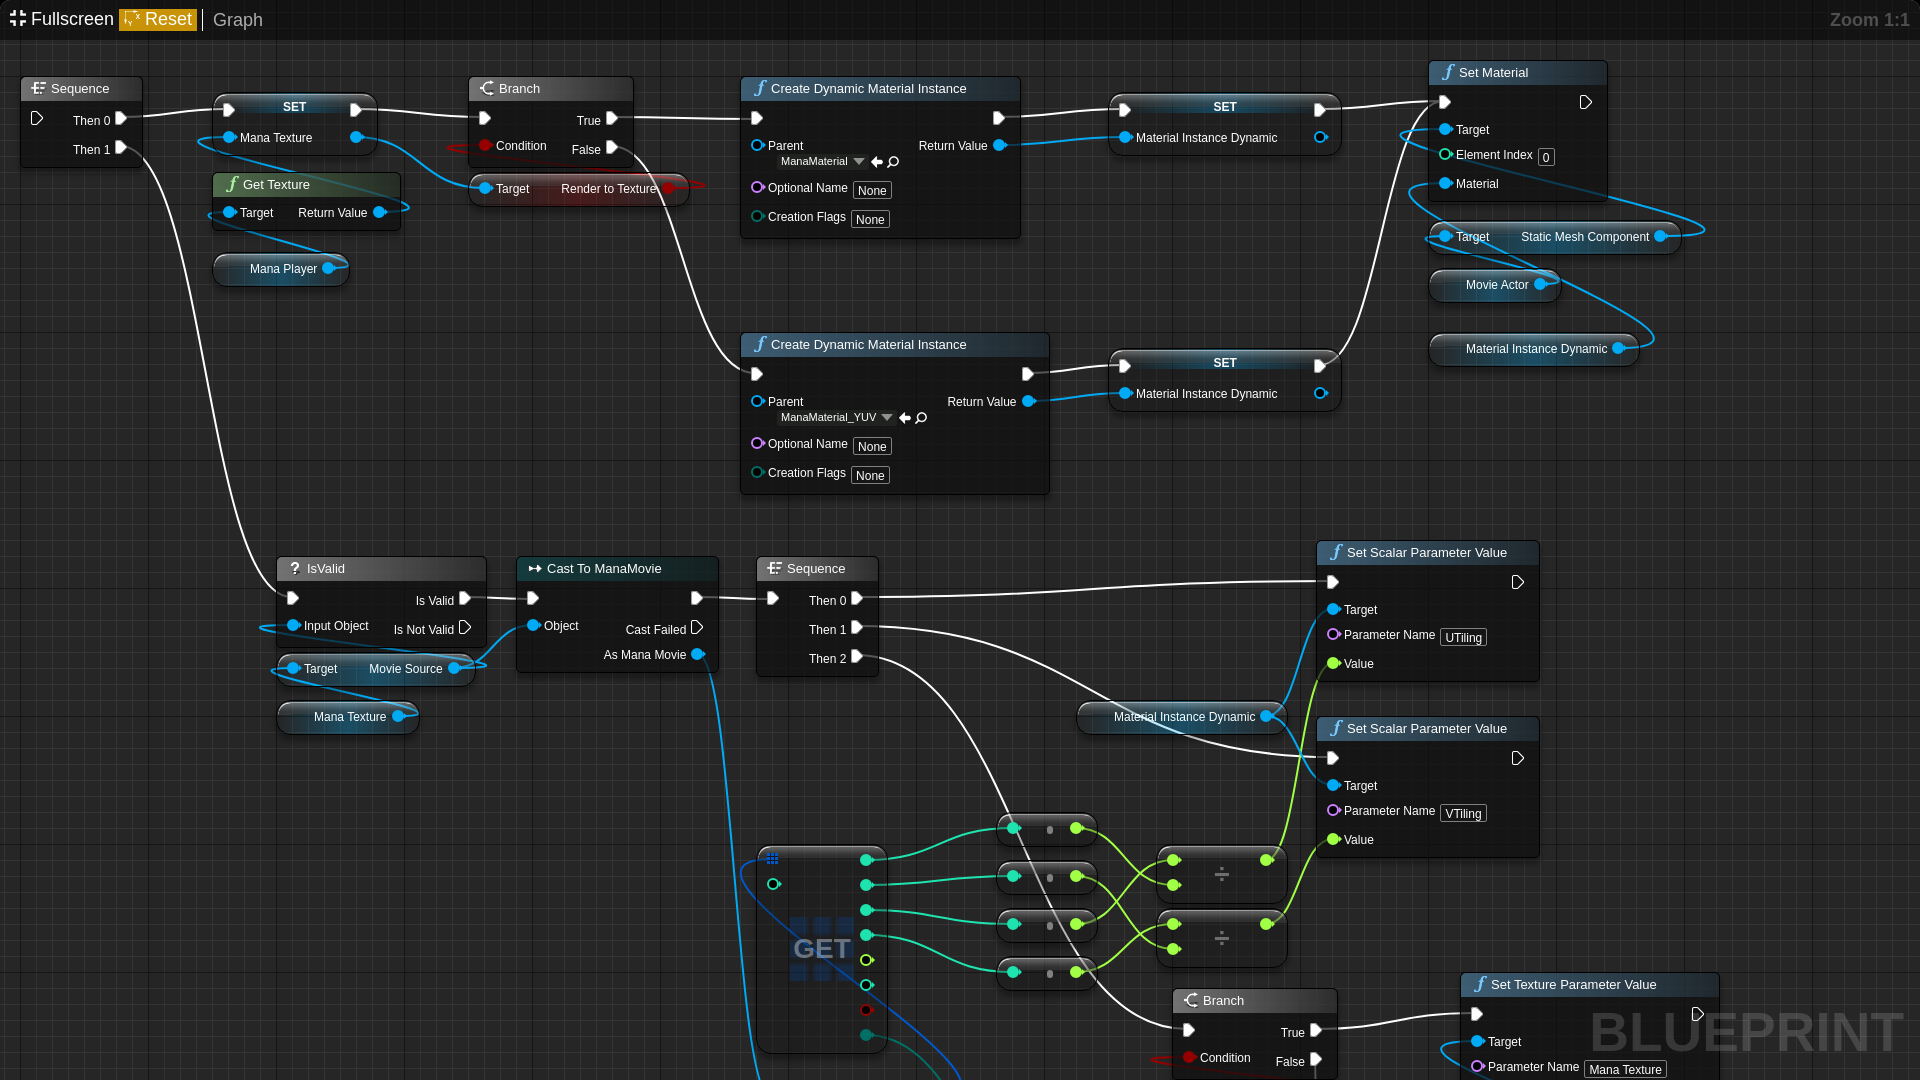 Fullscreen Reset Graph
Zoom 1:1
Sequence
Then 0
Then 1
SET
Mana Texture
Get Texture
Target Return Value
Mana Player
Branch
True
Condition False
Target Render to Texture
Create Dynamic Material Instance
Parent Return Value
ManaMaterial
Optional Name None
Creation Flags None
SET
Material Instance Dynamic
Set Material
Target
Element Index 0
Material
Target Static Mesh Component
Movie Actor
Material Instance Dynamic
Create Dynamic Material Instance
Parent Return Value
ManaMaterial_YUV
Optional Name None
Creation Flags None
SET
Material Instance Dynamic
? IsValid
Is Valid
Input Object Is Not Valid
Target Movie Source
Mana Texture
Cast To ManaMovie
Object Cast Failed
As Mana Movie
Sequence
Then 0
Then 1
Then 2
Set Scalar Parameter Value
Target
Parameter Name UTiling
Value
Material Instance Dynamic
Set Scalar Parameter Value
Target
Parameter Name VTiling
Value
GET
÷
÷
Branch
True
Condition False
Set Texture Parameter Value
Target
Parameter Name Mana Texture
BLUEPRINT